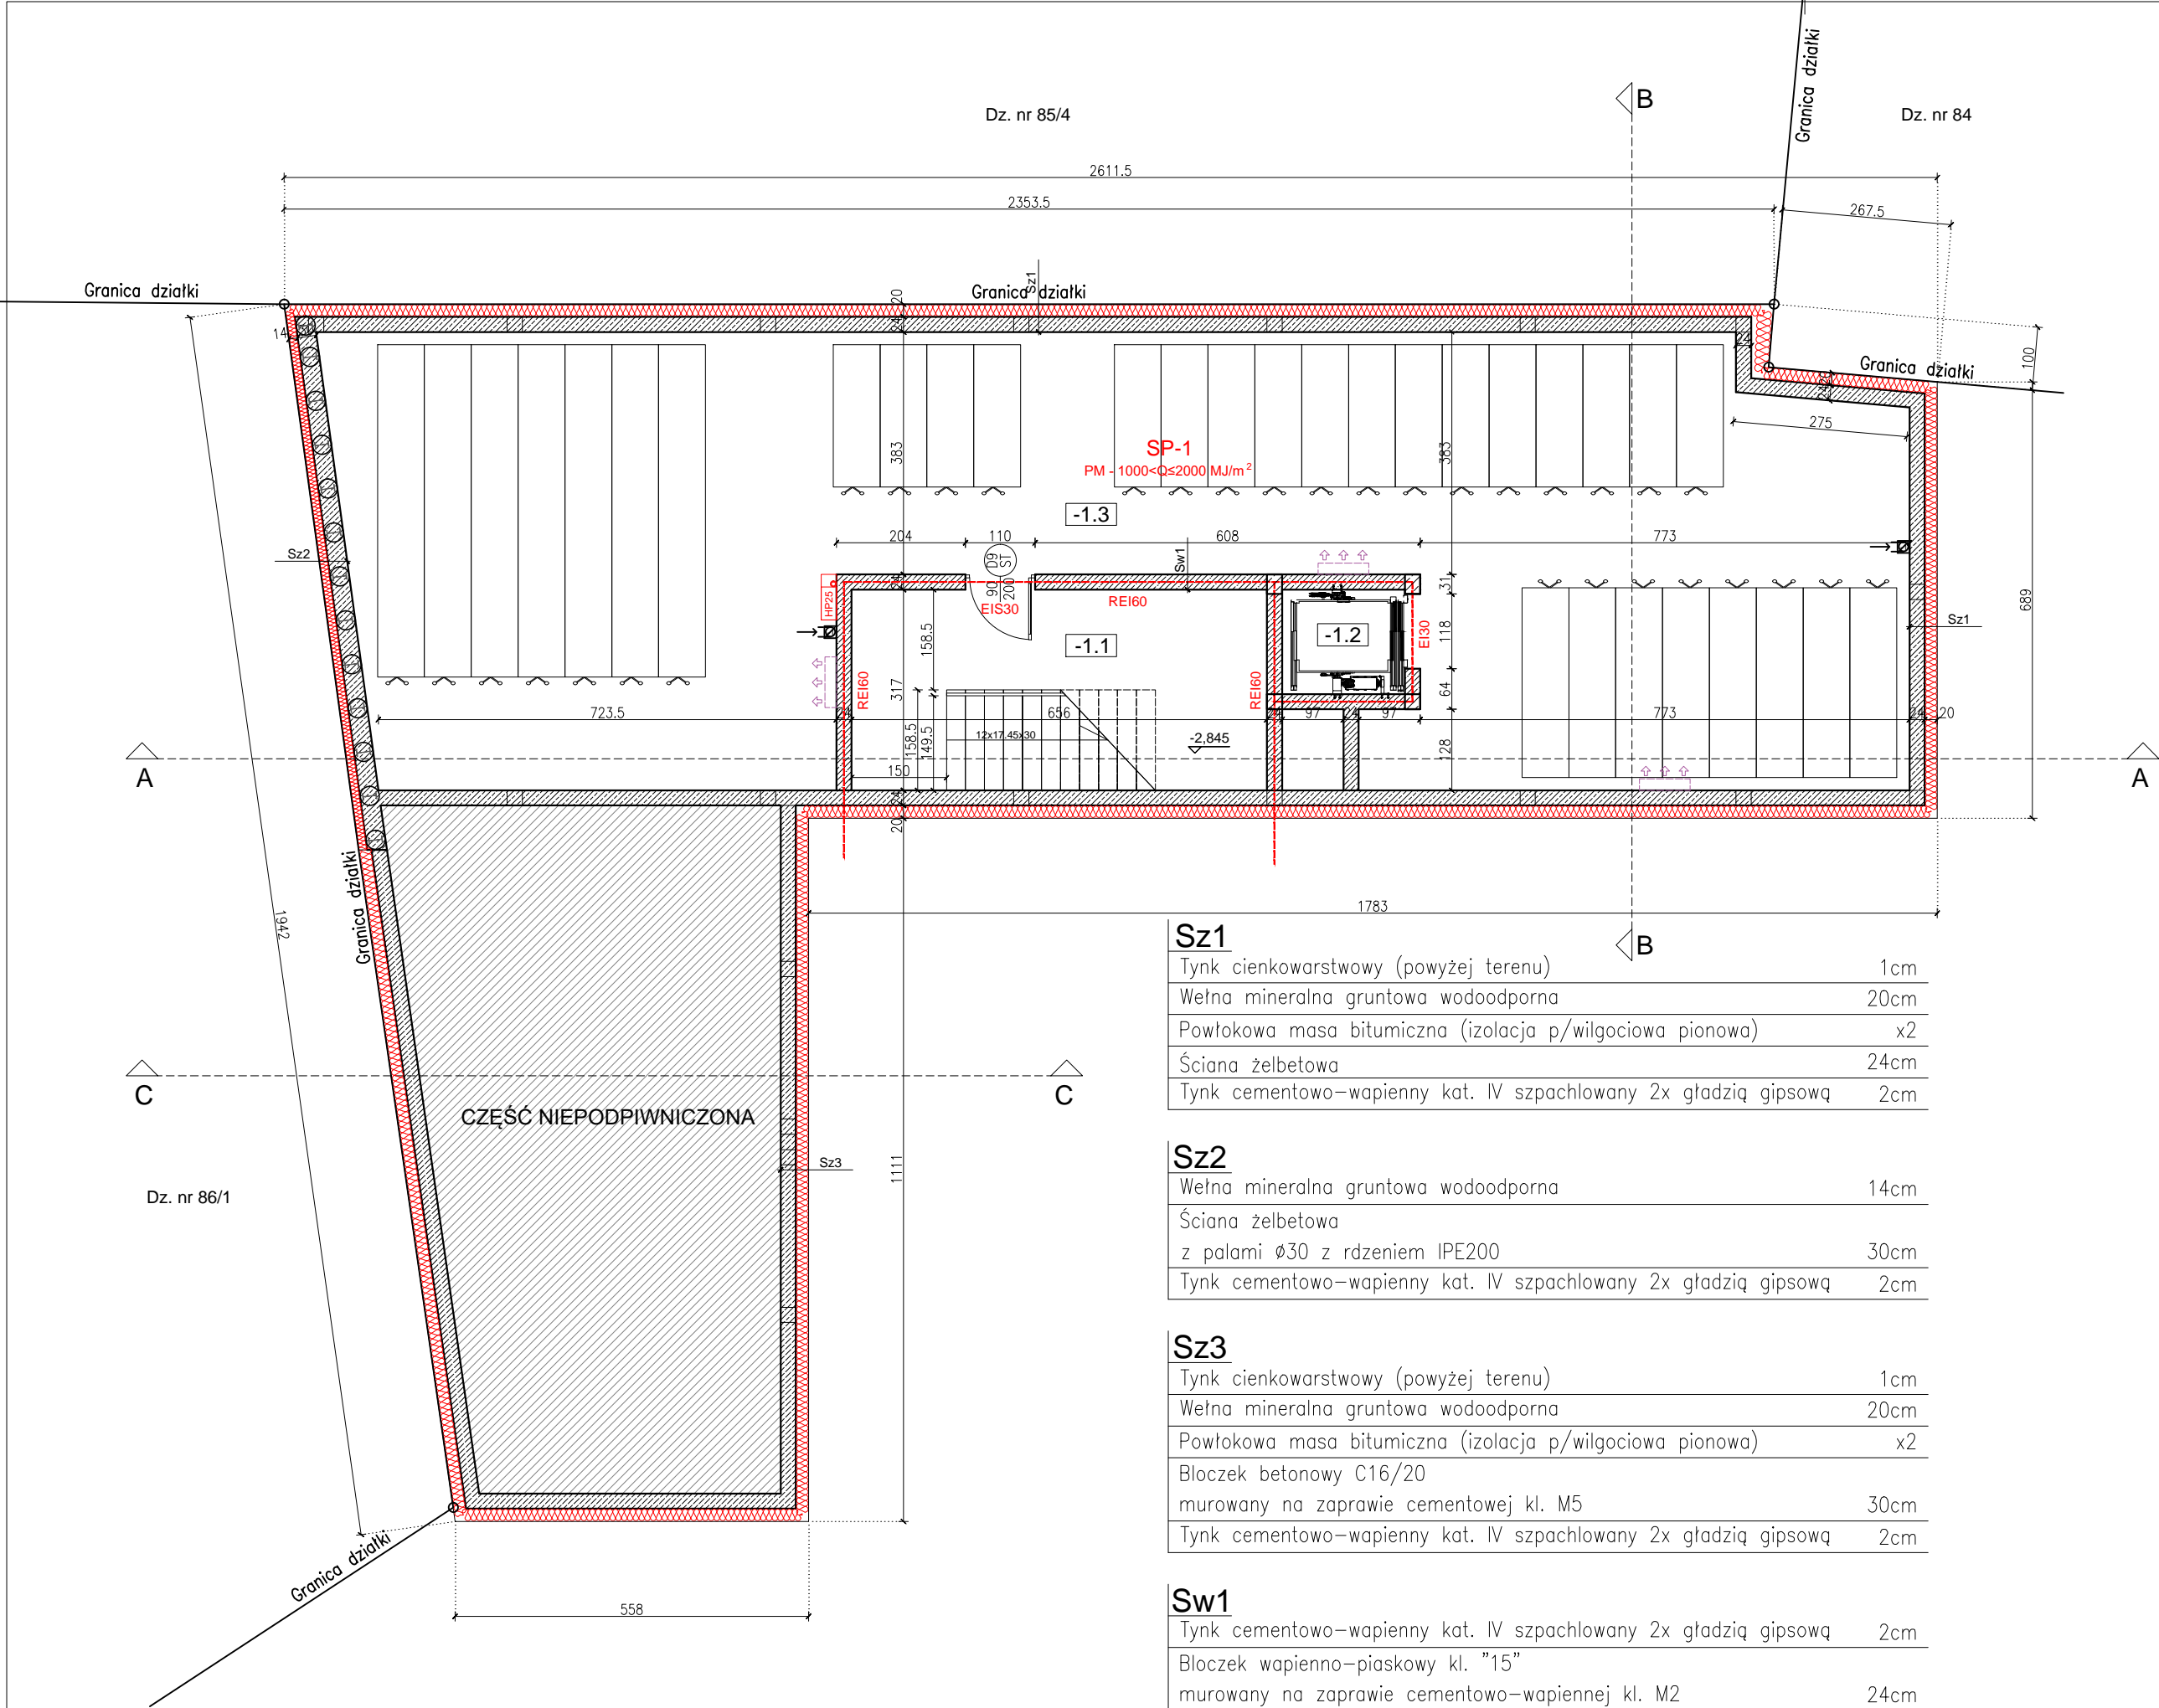 Dz. nr 85/4
B
Granica działki
Dz. nr 84
2611.5
2353.5
267.5
Granica działki
Sz1
Granica działki
20
24
14
24
Granica działki
100
24
20
275
383
383
SP-1
PM - 1000<Q≤2000 MJ/m²
-1.3
204
110
608
773
Sz2
D9
ST
90
200
Sw1
24
31
HP25
EIS30
REI60
-1.1
-1.2
EI30
118
689
Sz1
158.5
317
REI60
REI60
64
723.5
24
656
24
97
24
97
773
24
20
158.5
149.5
12x17.45x30
-2,845
128
150
A
A
24
20
Granica działki
1942
1783
B
C
C
CZĘŚĆ NIEPODPIWNICZONA
1111
Sz3
Dz. nr 86/1
Granica działki
558
Sz1
Tynk cienkowarstwowy (powyżej terenu) 1cm
Wełna mineralna gruntowa wodoodporna 20cm
Powłokowa masa bitumiczna (izolacja p/wilgociowa pionowa) x2
Ściana żelbetowa 24cm
Tynk cementowo-wapienny kat. IV szpachlowany 2x gładzią gipsową 2cm
Sz2
Wełna mineralna gruntowa wodoodporna 14cm
Ściana żelbetowa
z palami ø30 z rdzeniem IPE200 30cm
Tynk cementowo-wapienny kat. IV szpachlowany 2x gładzią gipsową 2cm
Sz3
Tynk cienkowarstwowy (powyżej terenu) 1cm
Wełna mineralna gruntowa wodoodporna 20cm
Powłokowa masa bitumiczna (izolacja p/wilgociowa pionowa) x2
Bloczek betonowy C16/20
murowany na zaprawie cementowej kl. M5 30cm
Tynk cementowo-wapienny kat. IV szpachlowany 2x gładzią gipsową 2cm
Sw1
Tynk cementowo-wapienny kat. IV szpachlowany 2x gładzią gipsową 2cm
Bloczek wapienno-piaskowy kl. "15"
murowany na zaprawie cementowo-wapiennej kl. M2 24cm